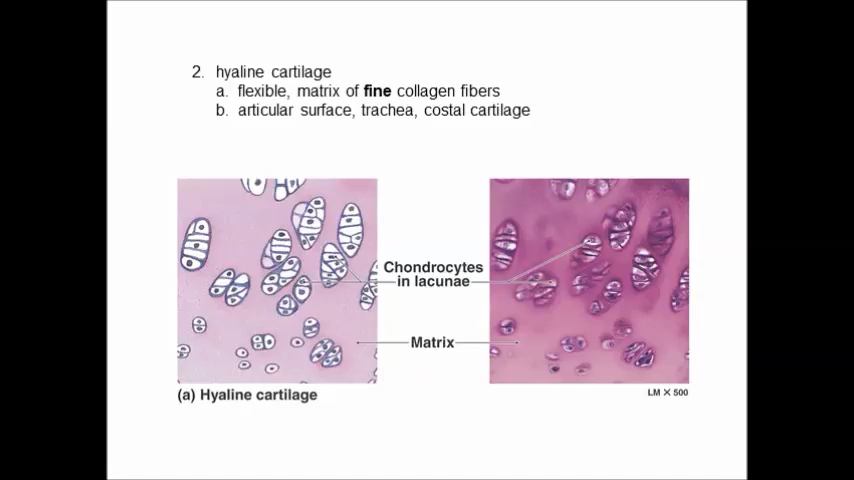 2. hyaline cartilage
a. flexible, matrix of fine collagen fibers
b. articular surface, trachea, costal cartilage
Chondrocytes
in lacunae
Matrix
(a) Hyaline cartilage
LM X 500